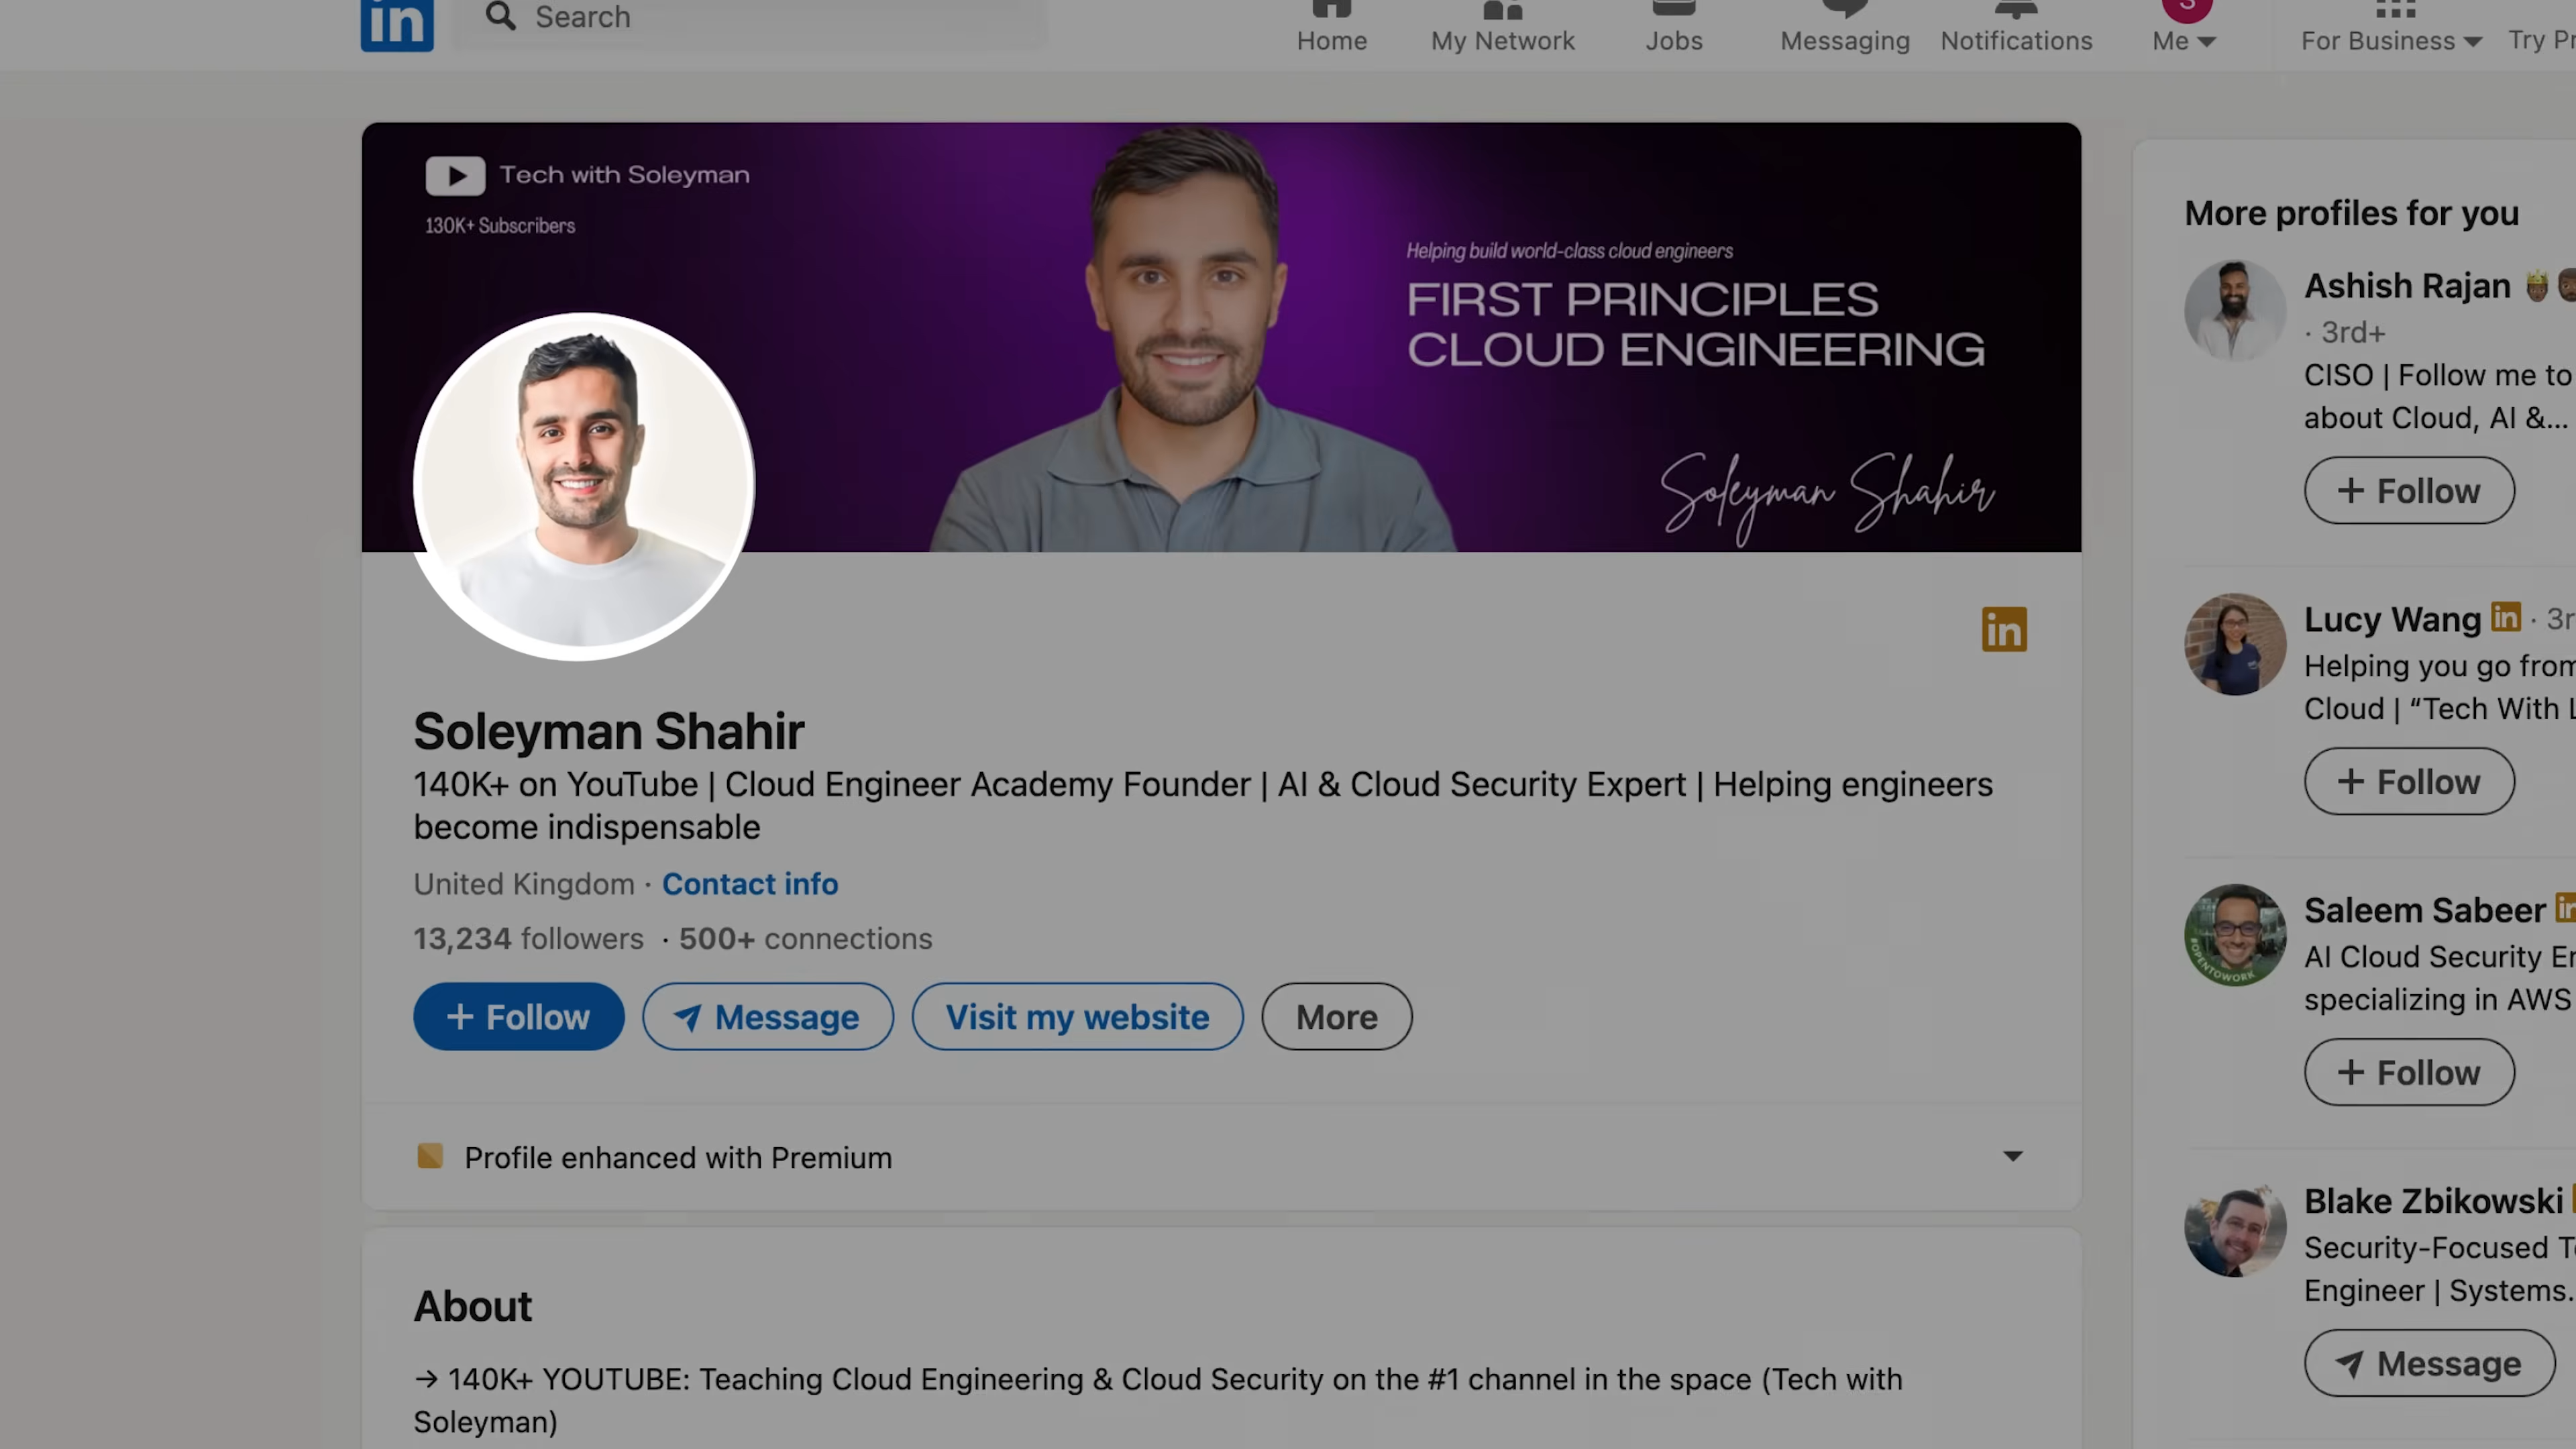 in
Search
Home
My Network
Jobs
Messaging
Notifications
Me
For Business
Tech with Soleyman
130K+ Subscribers
Helping build world-class cloud engineers
FIRST PRINCIPLES
CLOUD ENGINEERING
Soleyman Shahir
in
Soleyman Shahir
140K+ on YouTube | Cloud Engineer Academy Founder | AI & Cloud Security Expert | Helping engineers
become indispensable
United Kingdom · Contact info
13,234 followers · 500+ connections
+ Follow
Message
Visit my website
More
Profile enhanced with Premium
About
→ 140K+ YOUTUBE: Teaching Cloud Engineering & Cloud Security on the #1 channel in the space (Tech with
Soleyman)
More profiles for you
Ashish Rajan
· 3rd+
CISO | Follow me to
about Cloud, AI &...
+ Follow
Lucy Wang in ·
Helping you go from
Cloud | “Tech With
+ Follow
Saleem Sabeer
#OPENTOWORK
AI Cloud Security
specializing in AWS
+ Follow
Blake Zbikowski
Security-Focused
Engineer | Systems.
Message